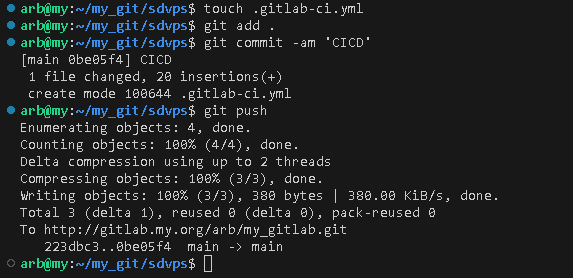 arb@my:~/my_git/sdvps$ touch .gitlab-ci.yml
arb@my:~/my_git/sdvps$ git add .
arb@my:~/my_git/sdvps$ git commit -am 'CICD'
[main 0be05f4] CICD
 1 file changed, 20 insertions(+)
 create mode 100644 .gitlab-ci.yml
arb@my:~/my_git/sdvps$ git push
Enumerating objects: 4, done.
Counting objects: 100% (4/4), done.
Delta compression using up to 2 threads
Compressing objects: 100% (3/3), done.
Writing objects: 100% (3/3), 380 bytes | 380.00 KiB/s, done.
Total 3 (delta 1), reused 0 (delta 0), pack-reused 0
To http://gitlab.my.org/arb/my_gitlab.git
   223dbc3..0be05f4  main -> main
arb@my:~/my_git/sdvps$